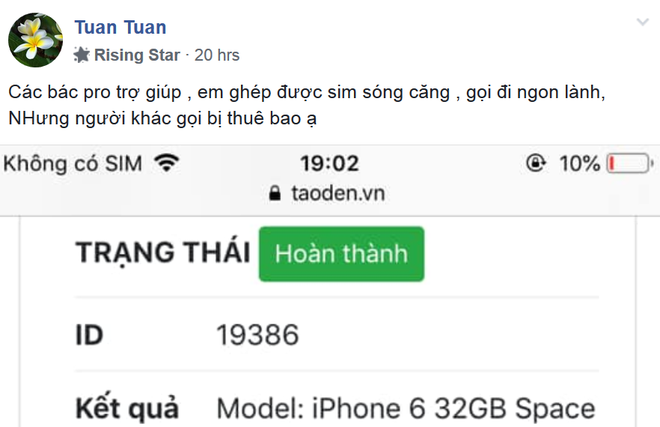 Tuan Tuan
Rising Star · 20 hrs
Các bác pro trợ giúp , em ghép được sim sóng căng , gọi đi ngon lành,
NHưng người khác gọi bị thuê bao ạ
Không có SIM 19:02 10%
taoden.vn
TRẠNG THÁI Hoàn thành
ID 19386
Kết quả Model: iPhone 6 32GB Space